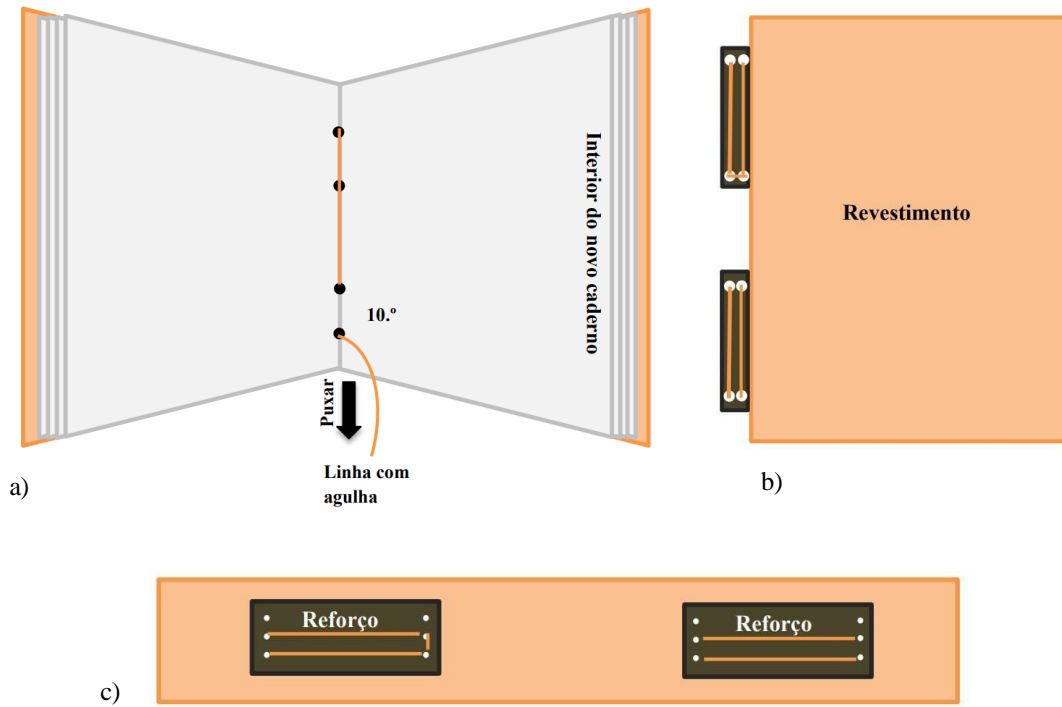 Interior do novo caderno
10.º
Puxar
Linha com
agulha
a)
Revestimento
b)
Reforço
Reforço
c)